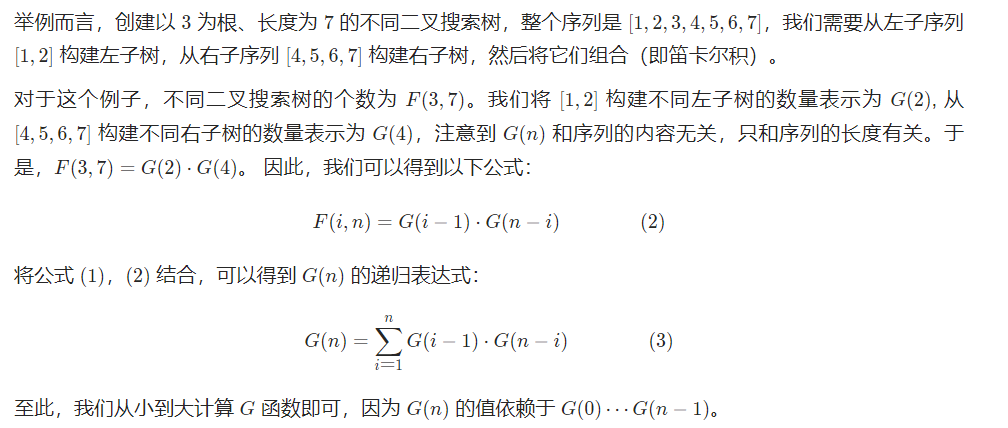 举例而言，创建以 3 为根、长度为 7 的不同二叉搜索树，整个序列是 [1, 2, 3, 4, 5, 6, 7]，我们需要从左子序列
[1, 2] 构建左子树，从右子序列 [4, 5, 6, 7] 构建右子树，然后将它们组合（即笛卡尔积）。
对于这个例子，不同二叉搜索树的个数为 F(3, 7)。我们将 [1, 2] 构建不同左子树的数量表示为 G(2), 从
[4, 5, 6, 7] 构建不同右子树的数量表示为 G(4)，注意到 G(n) 和序列的内容无关，只和序列的长度有关。于
是，F(3, 7) = G(2) · G(4)。 因此，我们可以得到以下公式：
F(i, n) = G(i − 1) · G(n − i) (2)
将公式 (1)，(2) 结合，可以得到 G(n) 的递归表达式：
G(n) = ∑_{i=1}^{n} G(i − 1) · G(n − i) (3)
至此，我们从小到大计算 G 函数即可，因为 G(n) 的值依赖于 G(0) ⋯ G(n − 1)。